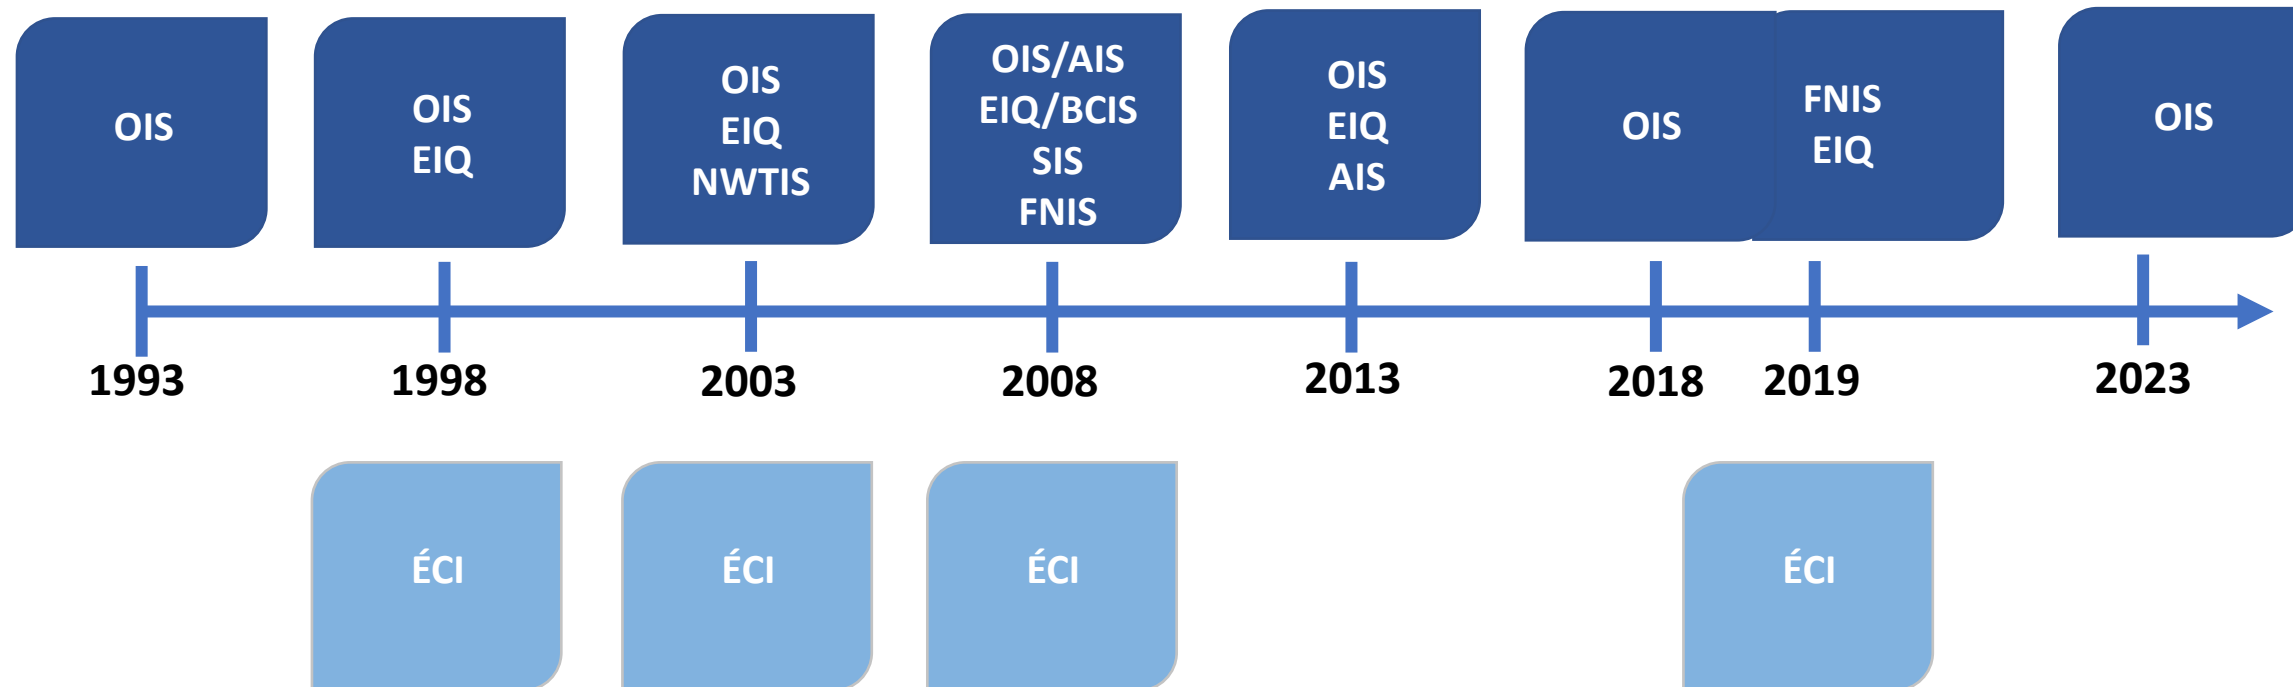 OIS
OIS
EIQ
OIS
EIQ
NWTIS
OIS/AIS
EIQ/BCIS
SIS
FNIS
OIS
EIQ
AIS
OIS
FNIS
EIQ
OIS
1993
1998
2003
2008
2013
2018
2019
2023
ÉCI
ÉCI
ÉCI
ÉCI